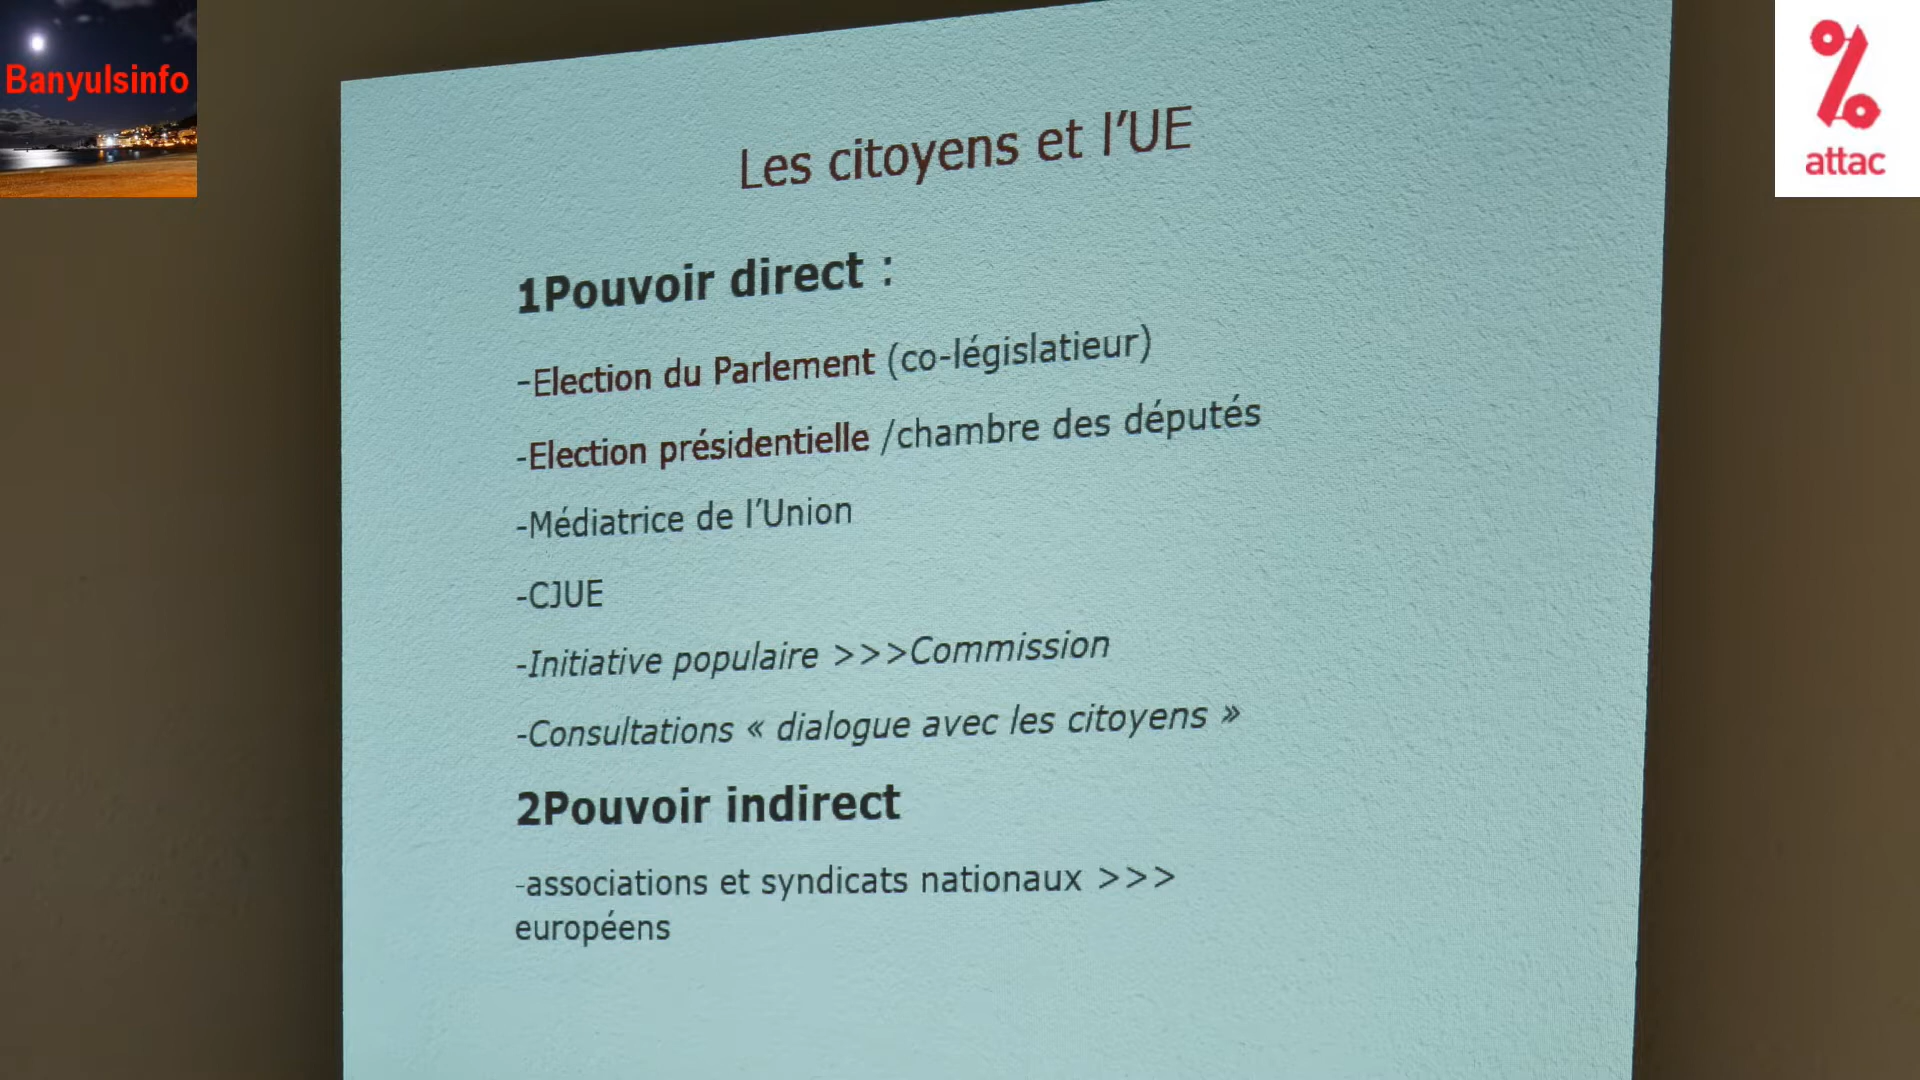 Banyulsinfo
attac
Les citoyens et l’UE
1Pouvoir direct :
-Election du Parlement (co-législatieur)
-Election présidentielle /chambre des députés
-Médiatrice de l’Union
-CJUE
-Initiative populaire >>>Commission
-Consultations « dialogue avec les citoyens »
2Pouvoir indirect
-associations et syndicats nationaux >>>
européens